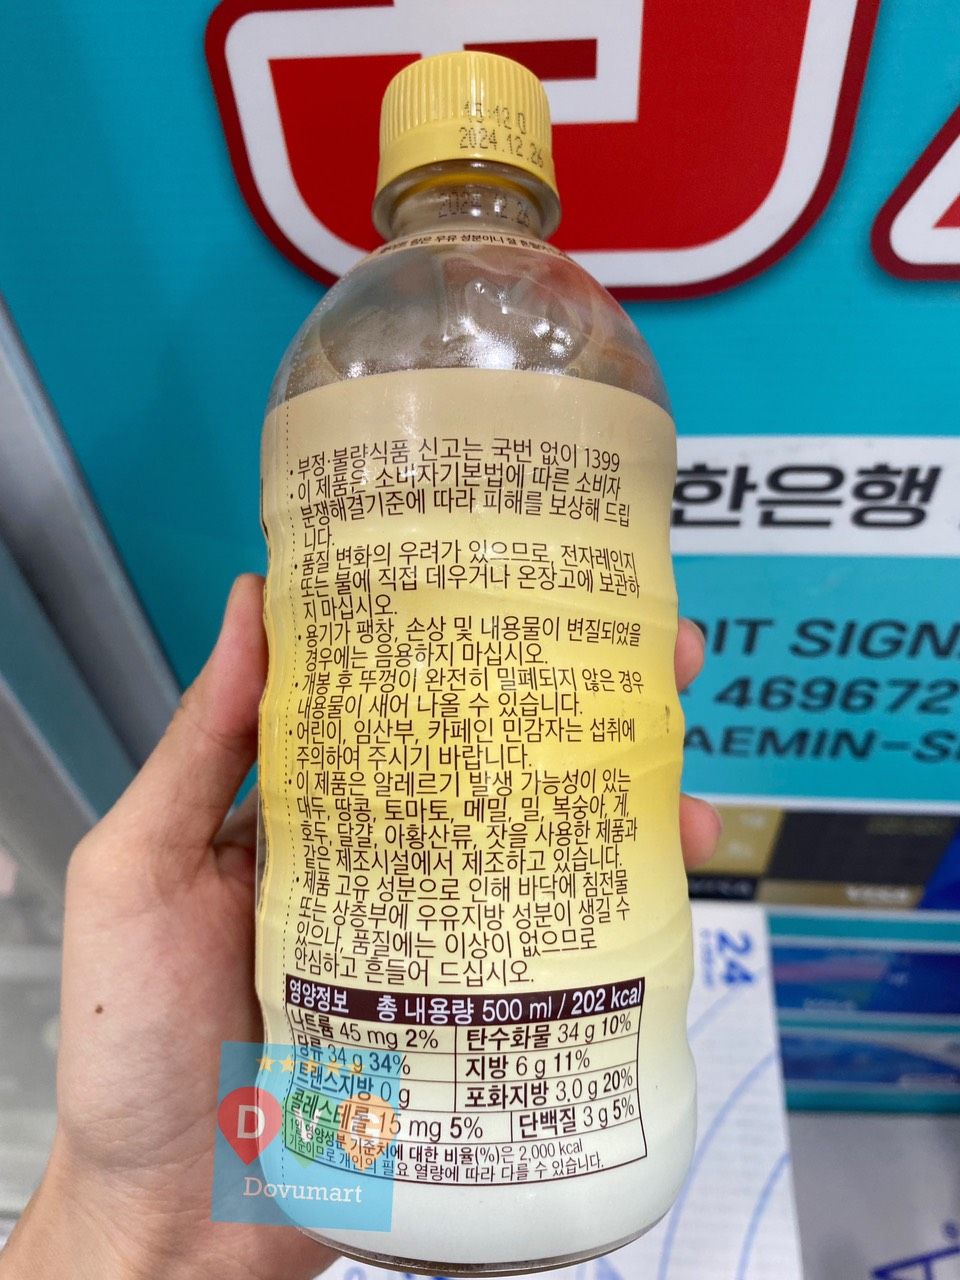 15:12 D
2024.12.26
2024.12.26
은 우유 성분이니 잘
• 부정·불량식품 신고는 국번 없이 1399
• 이 제품은 소비자기본법에 따른 소비자
분쟁해결기준에 따라 피해를 보상해 드립
니다.
• 품질 변화의 우려가 있으므로, 전자레인지
또는 불에 직접 데우거나 온장고에 보관하
지 마십시오.
• 용기가 팽창, 손상 및 내용물이 변질되었을
경우에는 음용하지 마십시오.
• 개봉 후 뚜껑이 완전히 밀폐되지 않은 경우
내용물이 새어 나올 수 있습니다.
• 어린이, 임산부, 카페인 민감자는 섭취에
주의하여 주시기 바랍니다.
• 이 제품은 알레르기 발생 가능성이 있는
대두, 땅콩, 토마토, 메밀, 밀, 복숭아, 게,
호두, 달걀, 아황산류, 잣을 사용한 제품과
같은 제조시설에서 제조하고 있습니다.
• 제품 고유 성분으로 인해 바닥에 침전물
또는 상층부에 우유지방 성분이 생길 수
있으나, 품질에는 이상이 없으므로
안심하고 흔들어 드십시오.
영양정보 총 내용량 500 ml / 202 kcal
나트륨 45 mg 2% 탄수화물 34 g 10%
당류 34 g 34% 지방 6 g 11%
트랜스지방 0 g 포화지방 3.0 g 20%
콜레스테롤 15 mg 5% 단백질 3 g 5%
1일 영양성분 기준치에 대한 비율(%)은 2,000 kcal
기준이므로 개인의 필요 열량에 따라 다를 수 있습니다.
한은행
DIT SIGN
469672
AEMIN-S
24
Dovumart